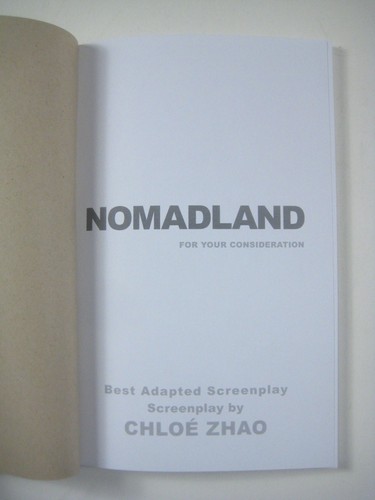 NOMADLAND
FOR YOUR CONSIDERATION
Best Adapted Screenplay
Screenplay by
CHLOÉ ZHAO